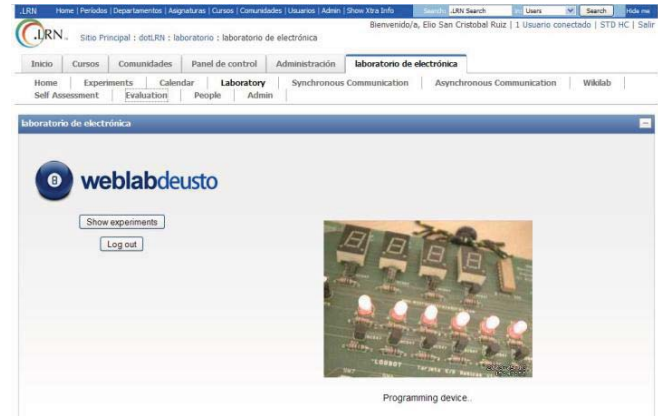 .LRN Home | Períodos | Departamentos | Asignaturas | Cursos | Comunidades | Usuarios | Admin | Show Xtra Info Search: .LRN Search in: Users Search Hide me
.LRN Sitio Principal : dotLRN : laboratorio : laboratorio de electrónica Bienvenido/a, Elio San Cristobal Ruiz | 1 Usuario conectado | STD HC | Salir
Inicio Cursos Comunidades Panel de control Administración laboratorio de electrónica
Home Experiments Calendar Laboratory Synchronous Communication Asynchronous Communication Wikilab
Self Assessment Evaluation People Admin
laboratorio de electrónica
8 weblabdeusto
Show experiments
Log out
Programming device..